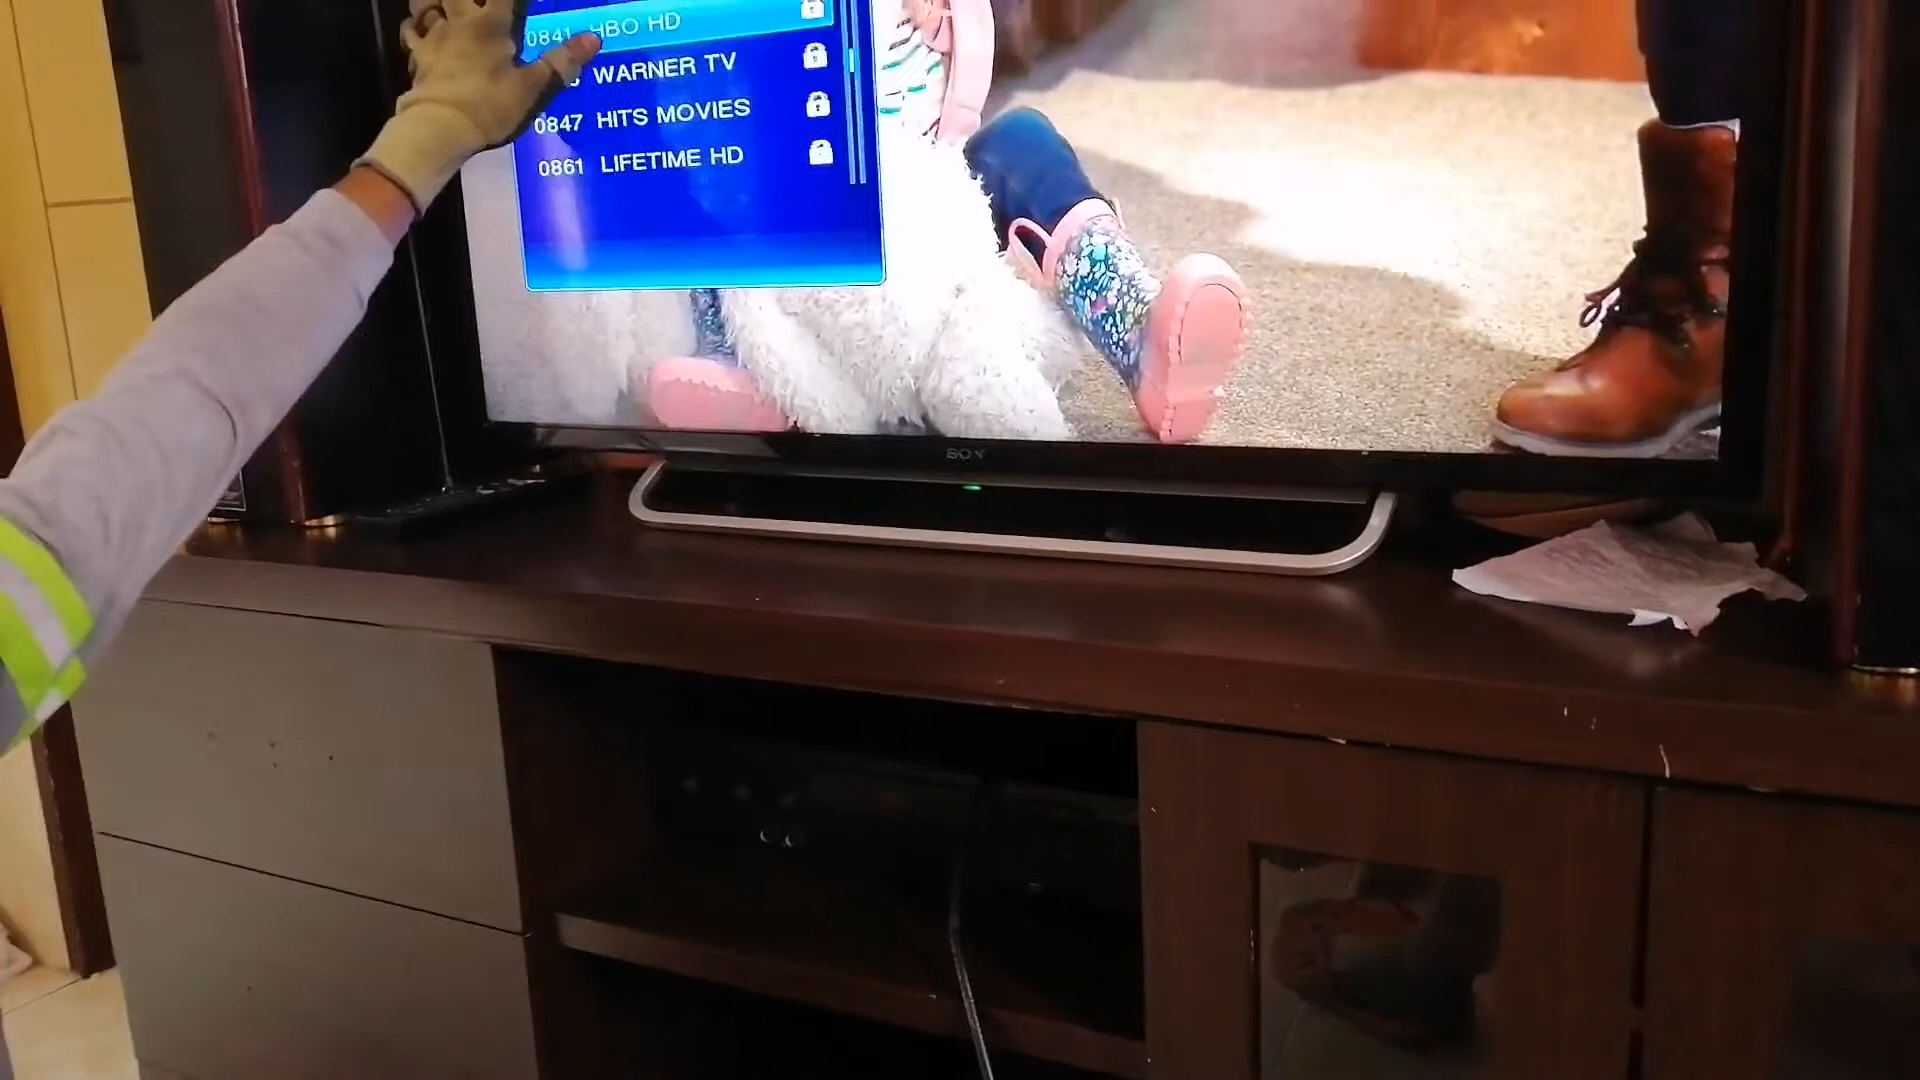 0841 HBO HD
WARNER TV
0847 HITS MOVIES
0861 LIFETIME HD
SONY